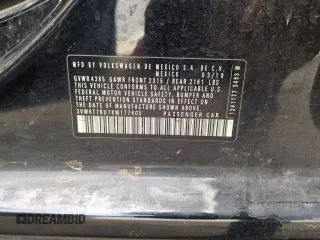 MFD. BY VOLKSWAGEN DE MEXICO S.A. DE C.V.
MEXICO 03/19
GVWR4365 GAWR FRONT 2315 / REAR 2161 LBS
THIS VEHICLE CONFORMS TO ALL APPLICABLE U.S.
FEDERAL MOTOR VEHICLE SAFETY, BUMPER, AND
THEFT PREVENTION STANDARDS IN EFFECT ON THE
DATE OF MANUFACTURE SHOWN ABOVE.
PASSENGER CAR
DREAMBID